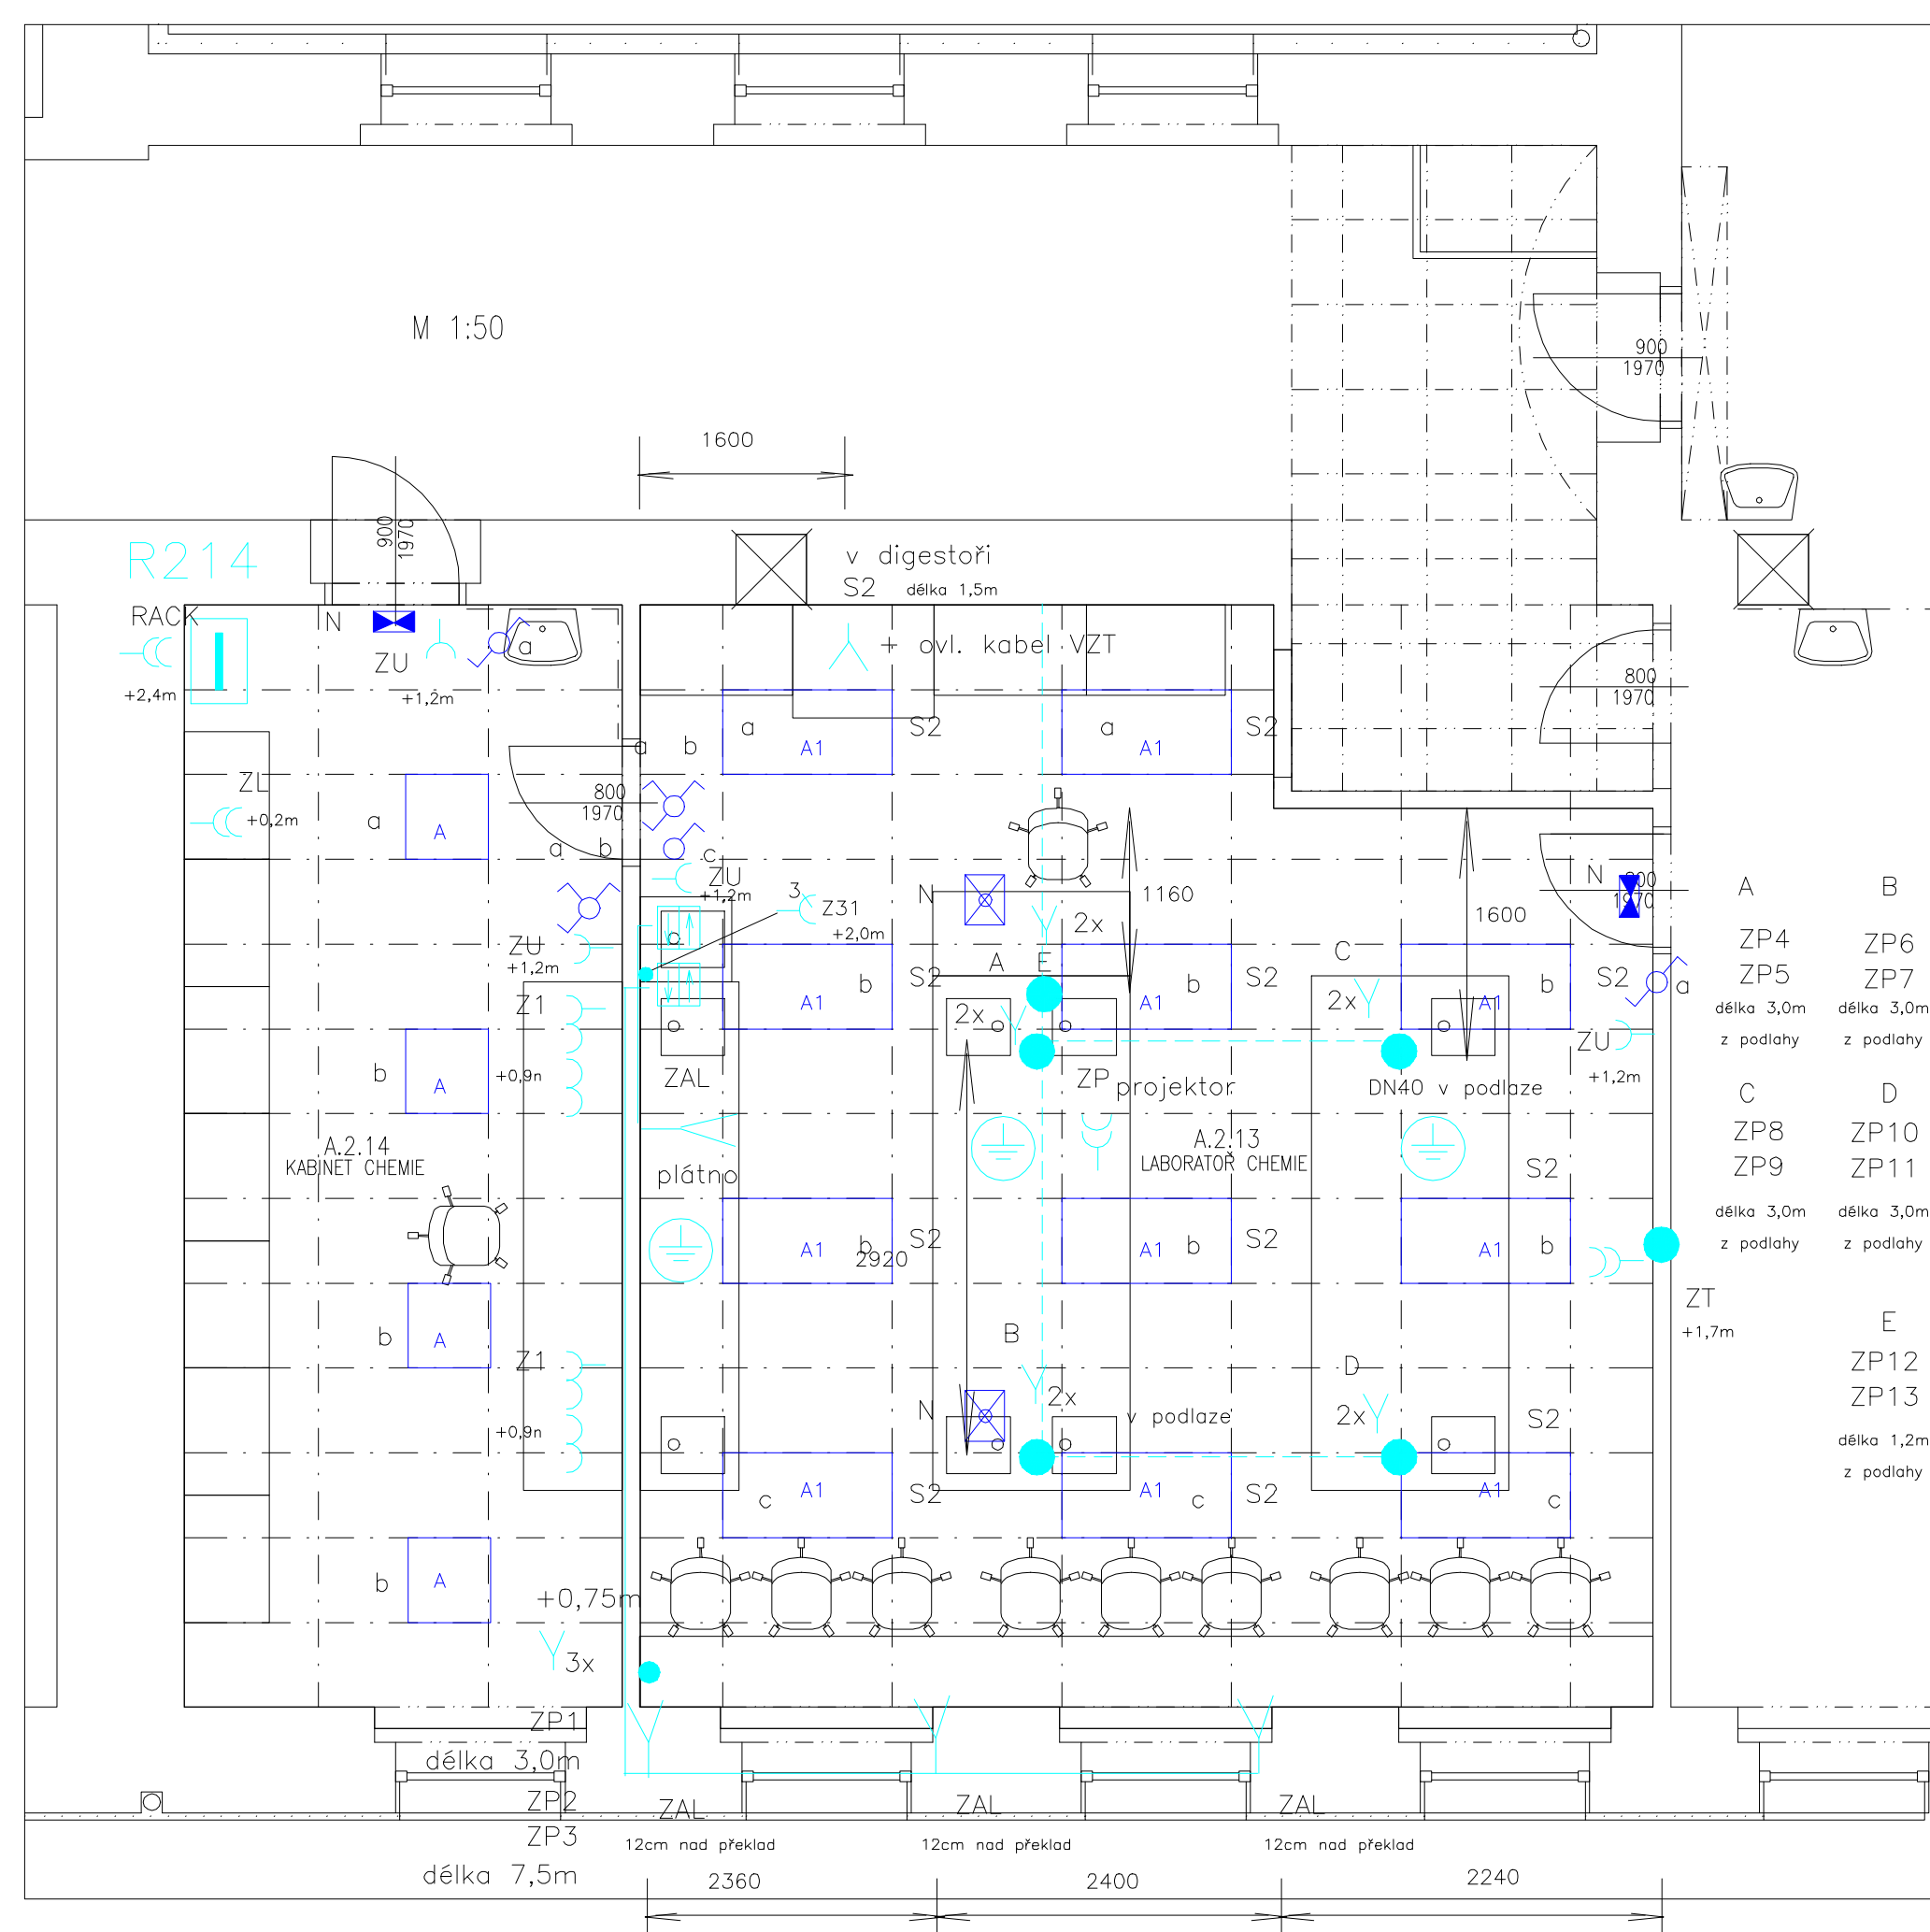 M 1:50
900
1970
1600
900
1970
R214
v digestoři
S2 délka 1,5m
RACK
N
a
+ ovl. kabel VZT
ZU
+2,4m
+1,2m
800
1970
a
S2
a
S2
a b
A1
A1
ZL
+0,2m
800
1970
a
A
a b
c
ZU
+1,2m
3
Z31
+2,0m
N
1160
2x
1600
N
800
1970
A
B
ZU
+1,2m
A
E
C
ZP4
ZP6
ZP5
ZP7
S2
b
S2
b
S2
b
a
Z1
A1
A1
A1
2x
2x
délka 3,0m
délka 3,0m
ZU
z podlahy
z podlahy
b
A
+0,9n
ZAL
ZP
projektor
DN40 v podlaze
+1,2m
C
D
A.2.14
KABINET CHEMIE
A.2.13
LABORATOŘ CHEMIE
ZP8
ZP10
ZP9
ZP11
plátno
S2
délka 3,0m
délka 3,0m
S2
S2
z podlahy
z podlahy
A1
b
A1
b
A1
b
2920
ZT
+1,7m
b
A
B
E
Z1
D
ZP12
ZP13
N
2x
v podlaze
2x
S2
+0,9n
délka 1,2m
z podlahy
A1
S2
A1
S2
A1
c
c
c
b
A
+0,75m
3x
ZP1
délka 3,0m
ZP2
ZAL
ZAL
ZAL
ZP3
12cm nad překlad
12cm nad překlad
12cm nad překlad
délka 7,5m
2360
2400
2240